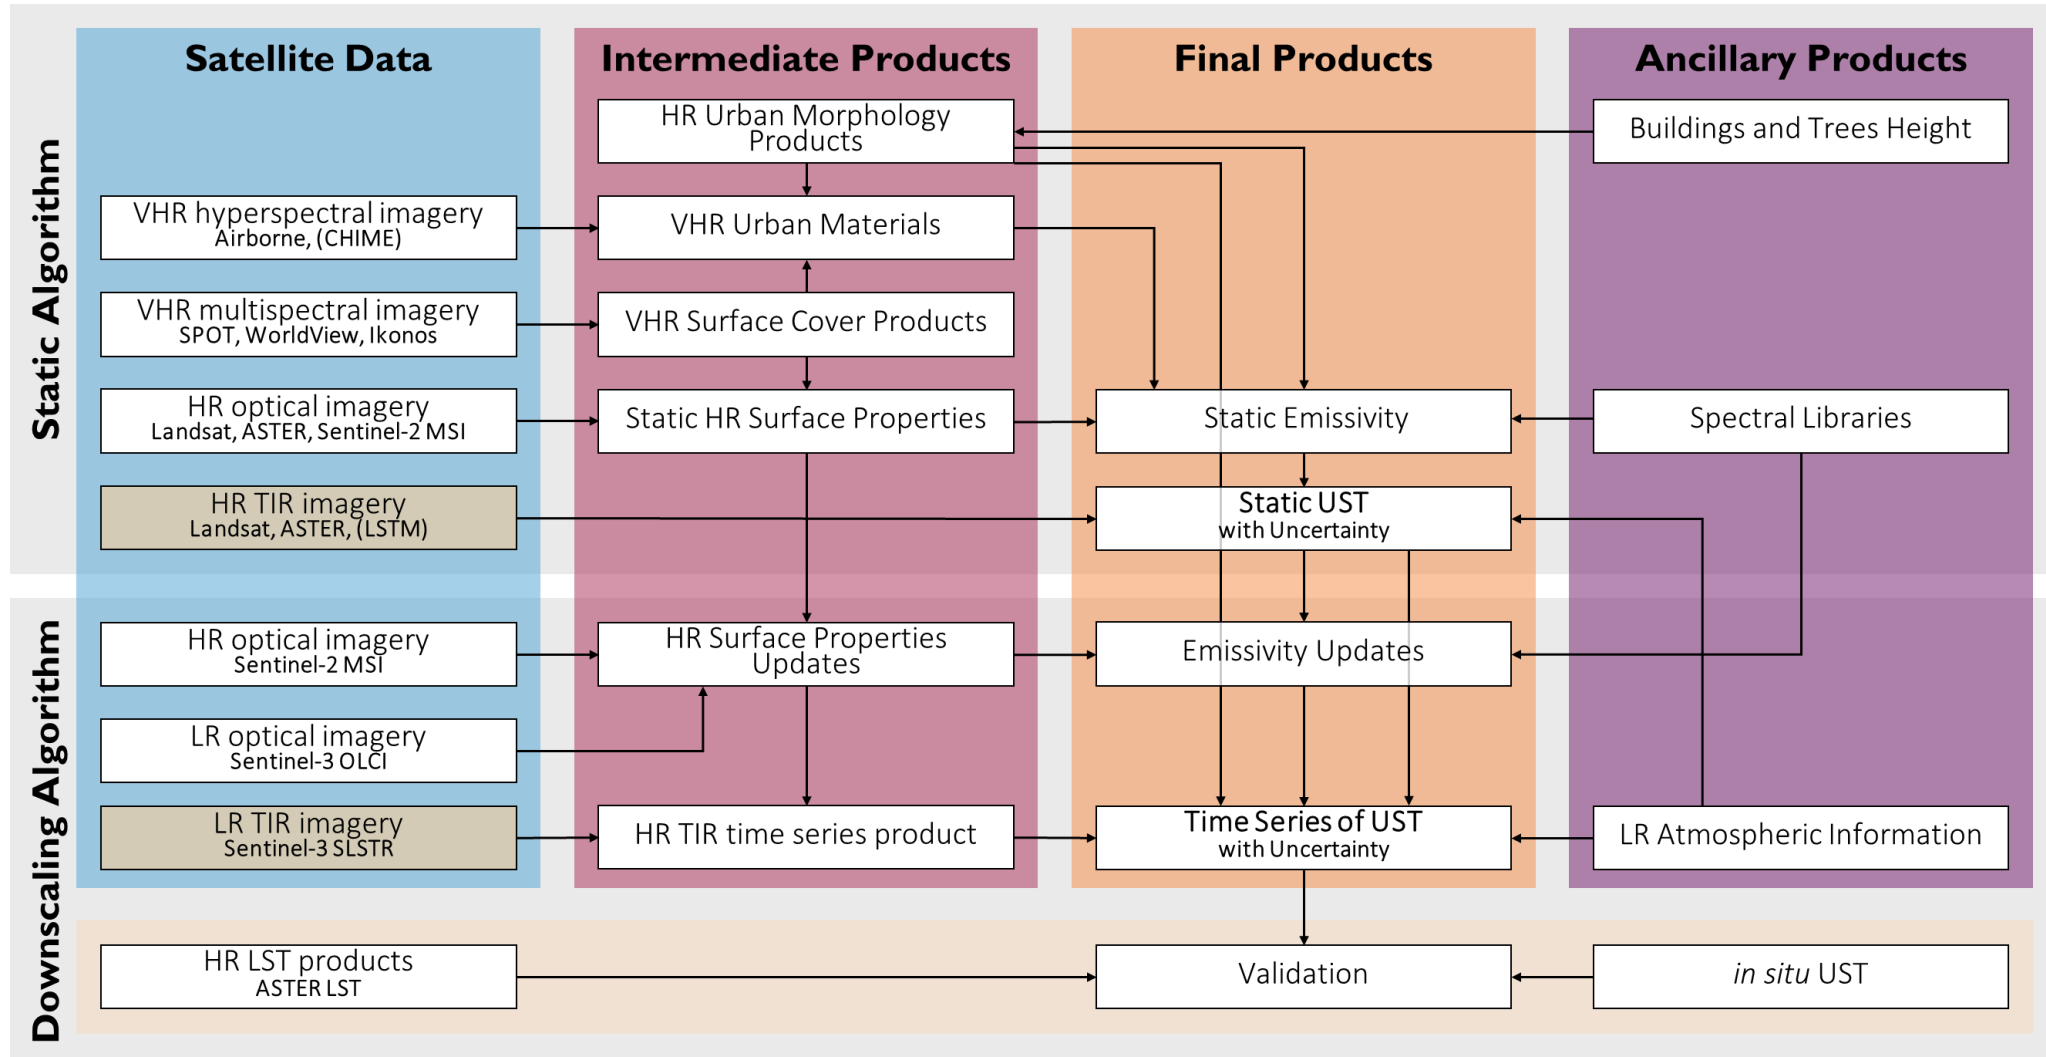 Satellite Data
Intermediate Products
Final Products
Ancillary Products
Static Algorithm
HR Urban Morphology
Products
Buildings and Trees Height
VHR hyperspectral imagery
Airborne, (CHIME)
VHR Urban Materials
VHR multispectral imagery
SPOT, WorldView, Ikonos
VHR Surface Cover Products
HR optical imagery
Landsat, ASTER, Sentinel-2 MSI
Static HR Surface Properties
Static Emissivity
Spectral Libraries
HR TIR imagery
Landsat, ASTER, (LSTM)
Static UST
with Uncertainty
Downscaling Algorithm
HR optical imagery
Sentinel-2 MSI
HR Surface Properties
Updates
Emissivity Updates
LR optical imagery
Sentinel-3 OLCI
LR TIR imagery
Sentinel-3 SLSTR
HR TIR time series product
Time Series of UST
with Uncertainty
LR Atmospheric Information
HR LST products
ASTER LST
Validation
in situ UST